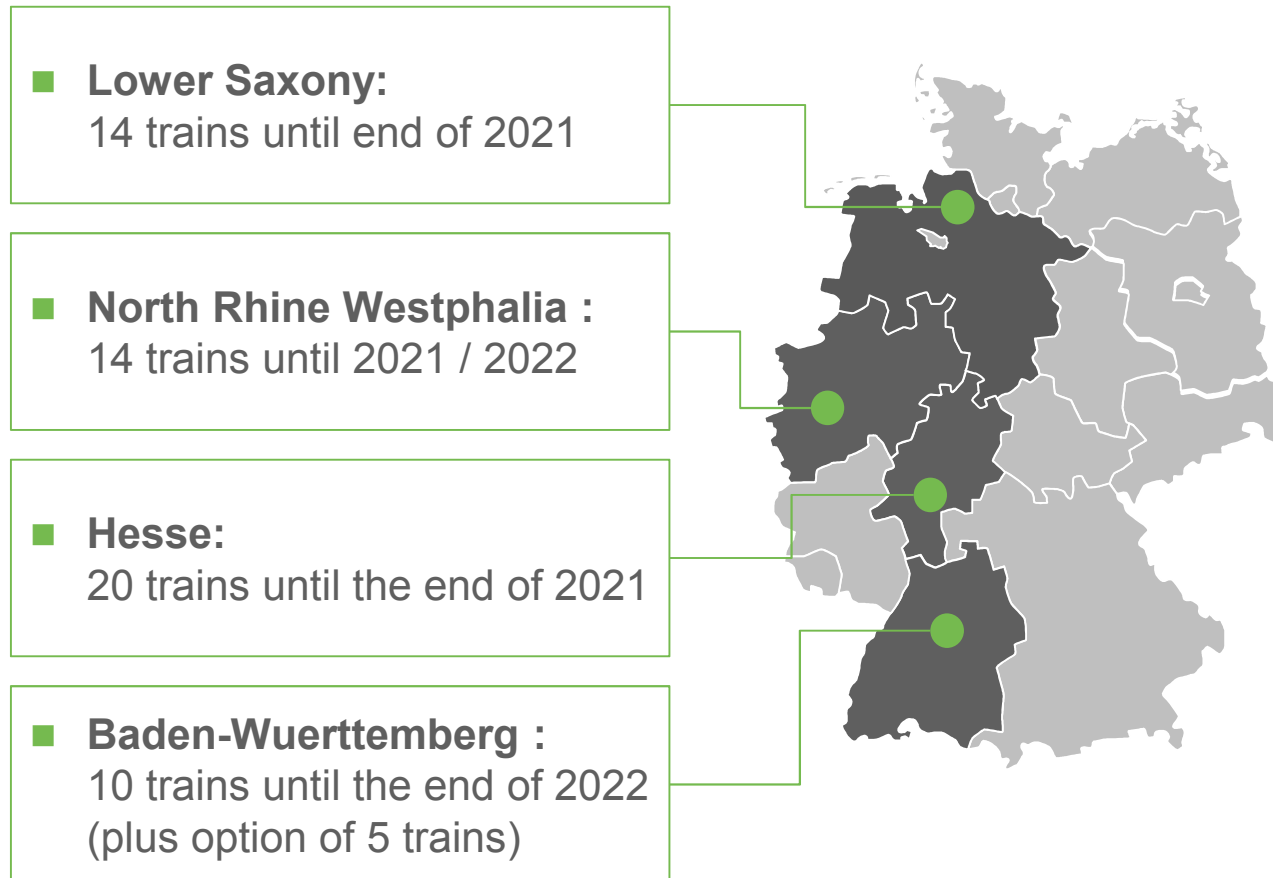 Lower Saxony:
14 trains until end of 2021
North Rhine Westphalia :
14 trains until 2021 / 2022
Hesse:
20 trains until the end of 2021
Baden-Wuerttemberg :
10 trains until the end of 2022
(plus option of 5 trains)